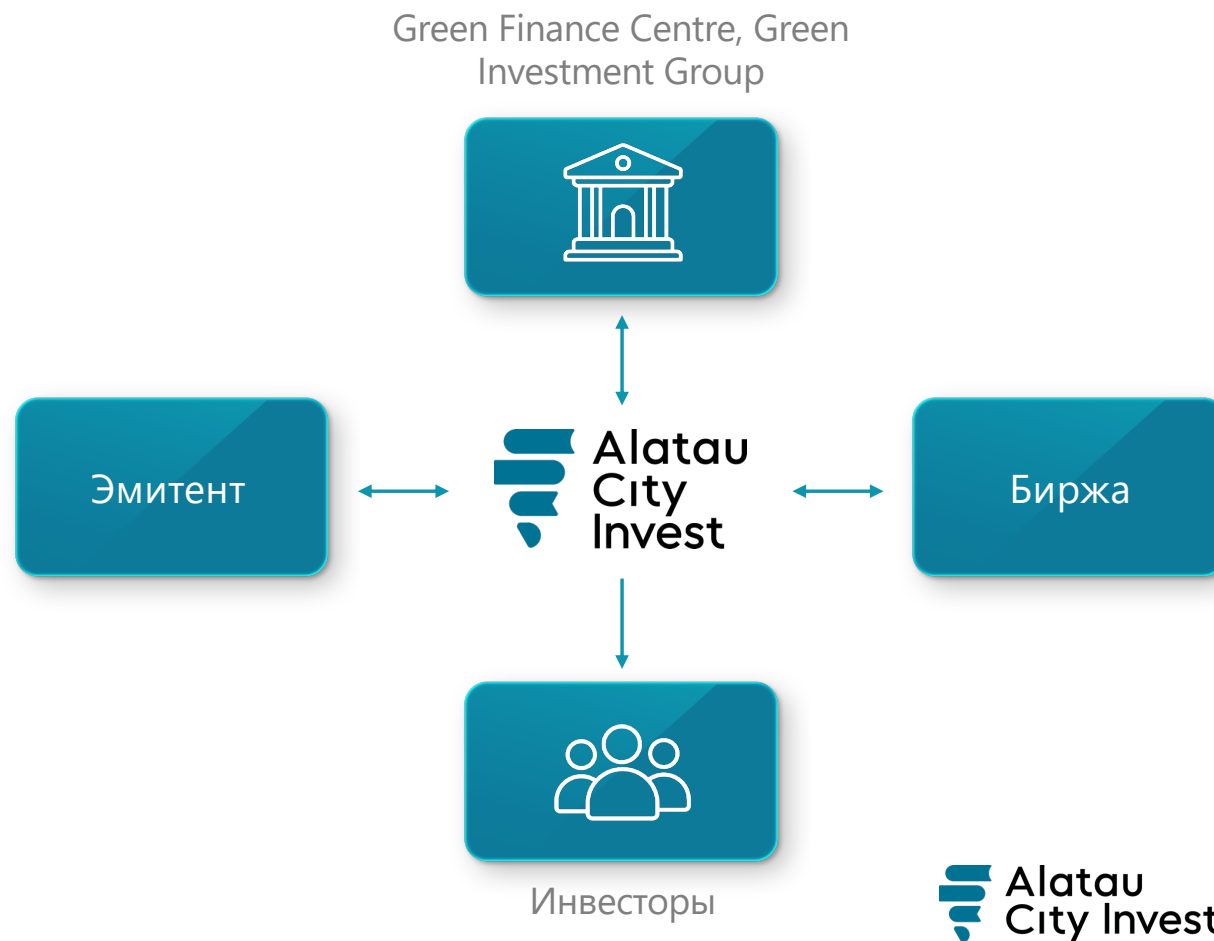 Green Finance Centre, Green
Investment Group
Эмитент
Alatau
City
Invest
Биржа
Инвесторы
Alatau
City Invest